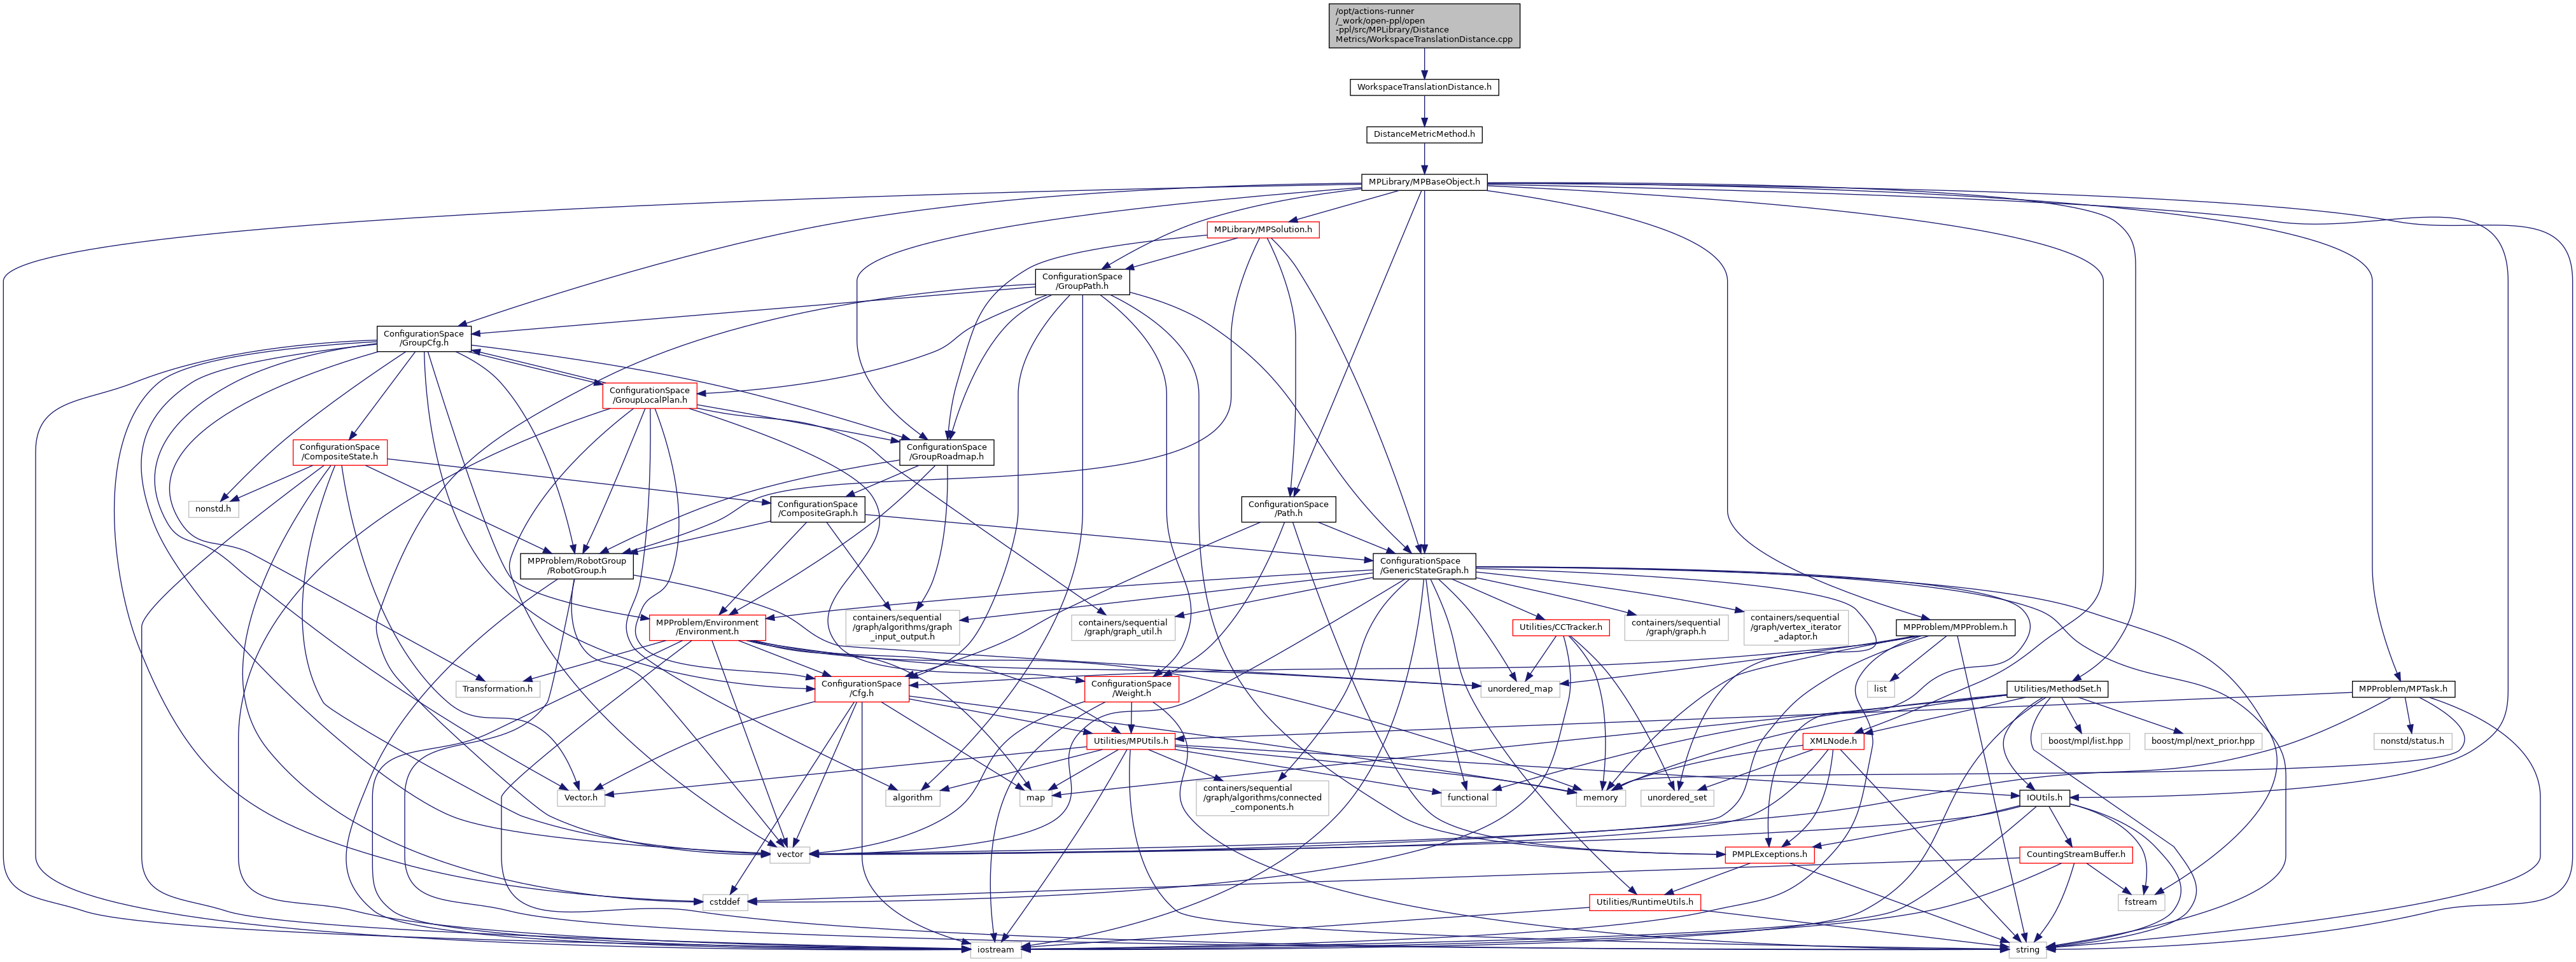 /opt/actions-runner
/_work/open-ppl/open
-ppl/src/MPLibrary/Distance
Metrics/WorkspaceTranslationDistance.cpp
WorkspaceTranslationDistance.h
DistanceMetricMethod.h
MPLibrary/MPBaseObject.h
MPLibrary/MPSolution.h
ConfigurationSpace
/GroupPath.h
ConfigurationSpace
/GroupCfg.h
ConfigurationSpace
/GroupLocalPlan.h
ConfigurationSpace
/CompositeState.h
ConfigurationSpace
/GroupRoadmap.h
nonstd.h
ConfigurationSpace
/CompositeGraph.h
ConfigurationSpace
/Path.h
MPProblem/RobotGroup
/RobotGroup.h
ConfigurationSpace
/GenericStateGraph.h
MPProblem/Environment
/Environment.h
containers/sequential
/graph/algorithms/graph
_input_output.h
containers/sequential
/graph/graph_util.h
Utilities/CCTracker.h
containers/sequential
/graph/graph.h
containers/sequential
/graph/vertex_iterator
_adaptor.h
MPProblem/MPProblem.h
Transformation.h
ConfigurationSpace
/Cfg.h
ConfigurationSpace
/Weight.h
unordered_map
list
Utilities/MethodSet.h
MPProblem/MPTask.h
Utilities/MPUtils.h
XMLNode.h
boost/mpl/list.hpp
boost/mpl/next_prior.hpp
nonstd/status.h
Vector.h
algorithm
map
containers/sequential
/graph/algorithms/connected
_components.h
functional
memory
unordered_set
IOUtils.h
vector
PMPLExceptions.h
CountingStreamBuffer.h
cstddef
Utilities/RuntimeUtils.h
fstream
iostream
string